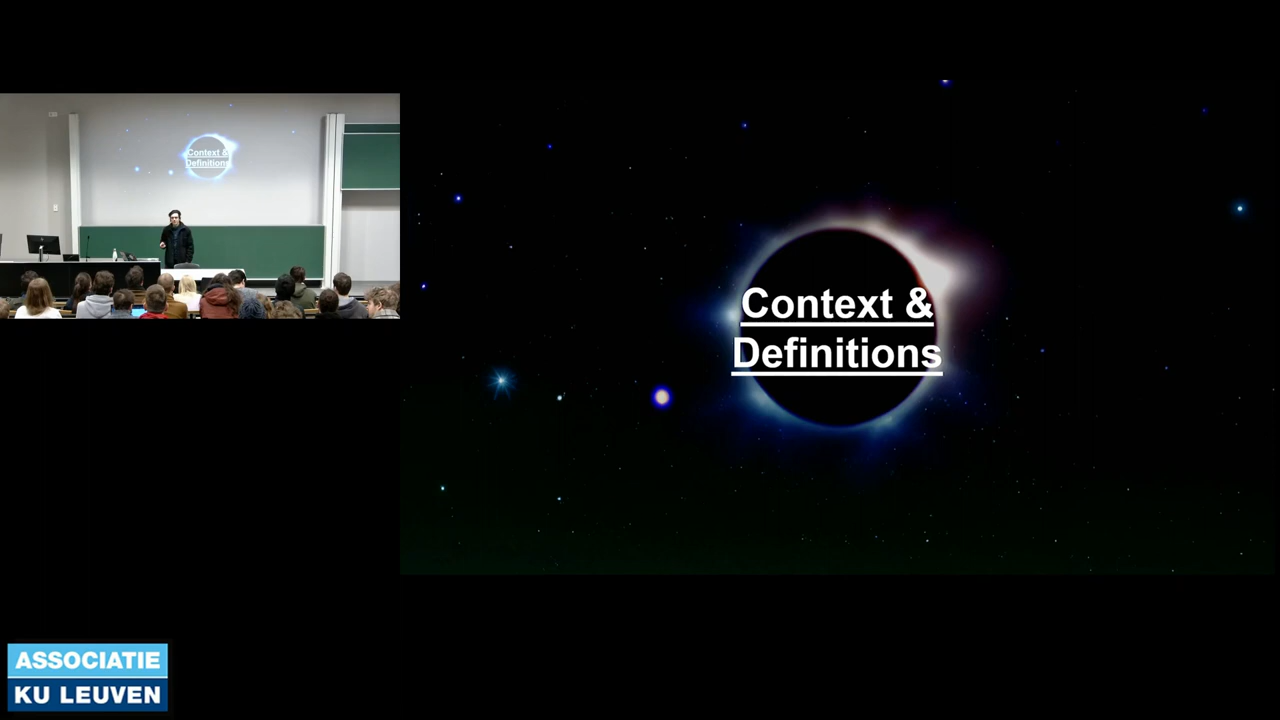 Context &
Definitions
Context &
Definitions
ASSOCIATIE
KU LEUVEN